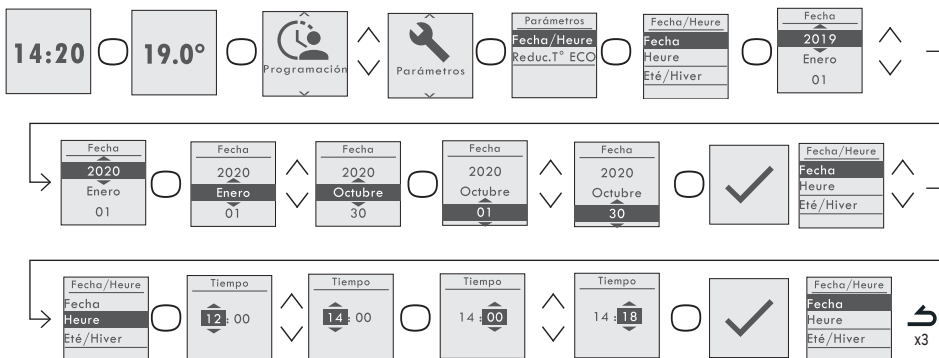 14:20
19.0°
Programación
Parámetros
Parámetros
Fecha/Heure
Reduc.T° ECO
Fecha/Heure
Fecha
Heure
Eté/Hiver
Fecha
2019
Enero
01
Fecha
2020
Enero
01
Fecha
2020
Enero
01
Fecha
2020
Octubre
30
Fecha
2020
Octubre
01
Fecha
2020
Octubre
30
Fecha/Heure
Fecha
Heure
Eté/Hiver
Fecha/Heure
Fecha
Heure
Eté/Hiver
Tiempo
12: 00
Tiempo
14: 00
Tiempo
14 : 00
Tiempo
14 : 18
Fecha/Heure
Fecha
Heure
Eté/Hiver
x3